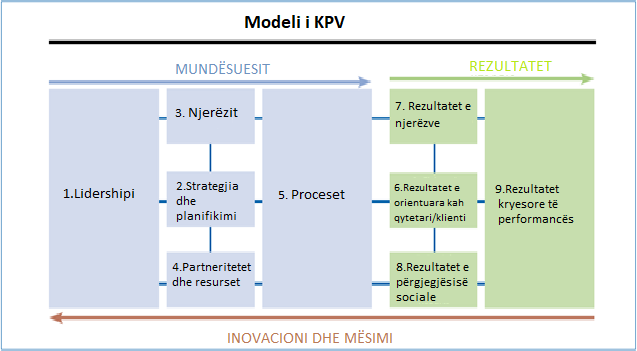 Modeli i KPV
MUNDËSUESIT
REZULTATET
1.Lidershipi
3. Njerëzit
2.Strategjia
dhe
planifikimi
4.Partneritetet
dhe resurset
5. Proceset
7. Rezultatet e
njerëzve
6.Rezultatet e
orientuara kah
qytetari/klienti
8.Rezultatet e
përgjegjësisë
sociale
9.Rezultatet
kryesore të
performancës
INOVACIONI DHE MËSIMI